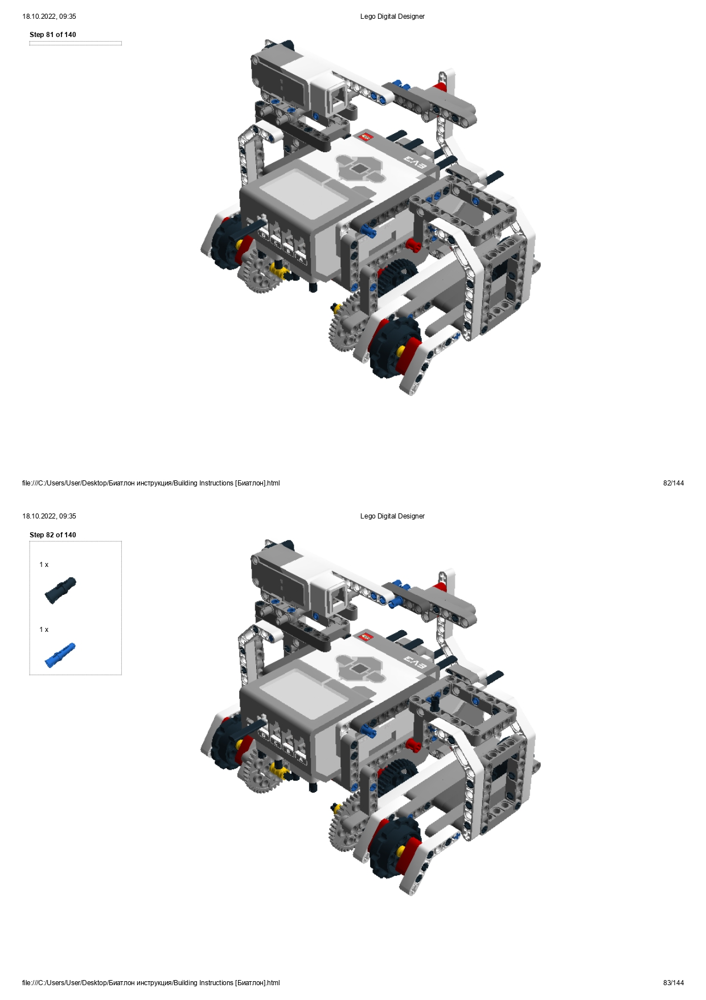 18.10.2022, 09:35 Lego Digital Designer
Step 81 of 140
EV3
D C B A
file:///C:/Users/User/Desktop/Биатлон инструкция/Building Instructions [Биатлон].html 82/144
18.10.2022, 09:35 Lego Digital Designer
Step 82 of 140
1 x
1 x
EV3
D C B A
file:///C:/Users/User/Desktop/Биатлон инструкция/Building Instructions [Биатлон].html 83/144